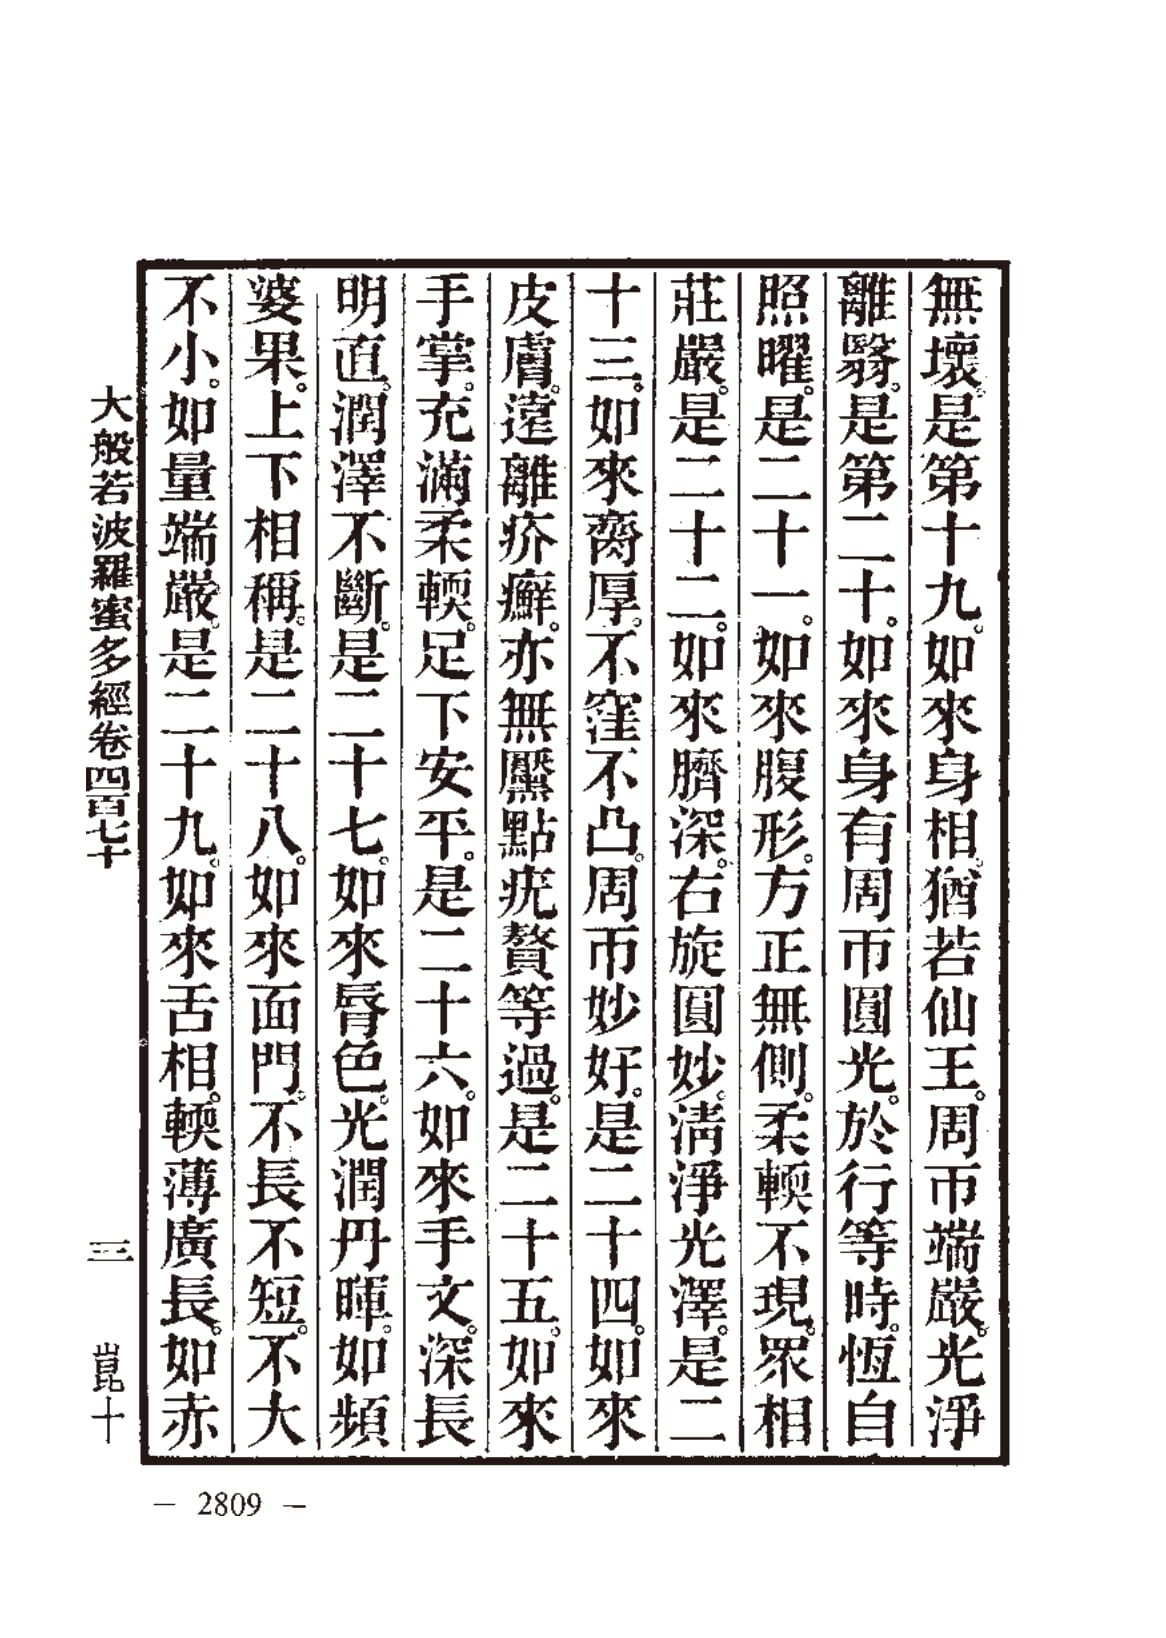 無壞。是第十九。如來身相。猶若仙王。周帀端嚴。光淨
離翳。是第二十。如來身有周帀圓光。於行等時。恆自
照曜。是二十一。如來腹形。方正無側。柔輭不現。眾相
莊嚴。是二十二。如來臍深。右旋圓妙。淸淨光澤。是二
十三。如來齎厚。不窪不凸。周帀妙好。是二十四。如來
皮膚。遠離疥癬。亦無黶點疣贅等過。是二十五。如來
手掌。充滿柔輭。足下安平。是二十六。如來手文。深長
明直。潤澤不斷。是二十七。如來脣色。光潤丹暉。如頻
婆果。上下相稱。是二十八。如來面門。不長不短。不大
不小。如量端嚴。是二十九。如來舌相。輭薄廣長。如赤
大般若波羅蜜多經卷四百七十
三
崑十
— 2809 —